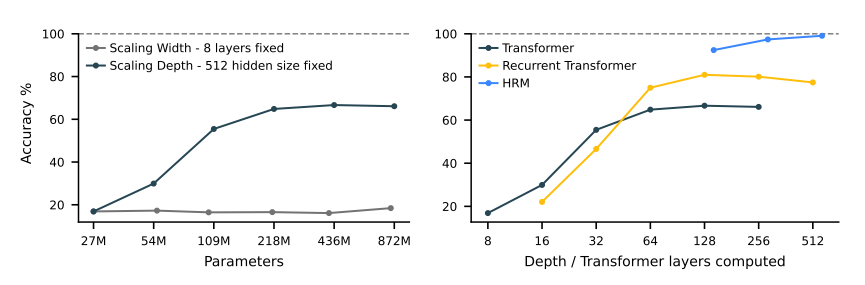 Accuracy %
100
80
60
40
20
Scaling Width - 8 layers fixed
Scaling Depth - 512 hidden size fixed
27M 54M 109M 218M 436M 872M
Parameters
100
80
60
40
20
Transformer
Recurrent Transformer
HRM
8 16 32 64 128 256 512
Depth / Transformer layers computed